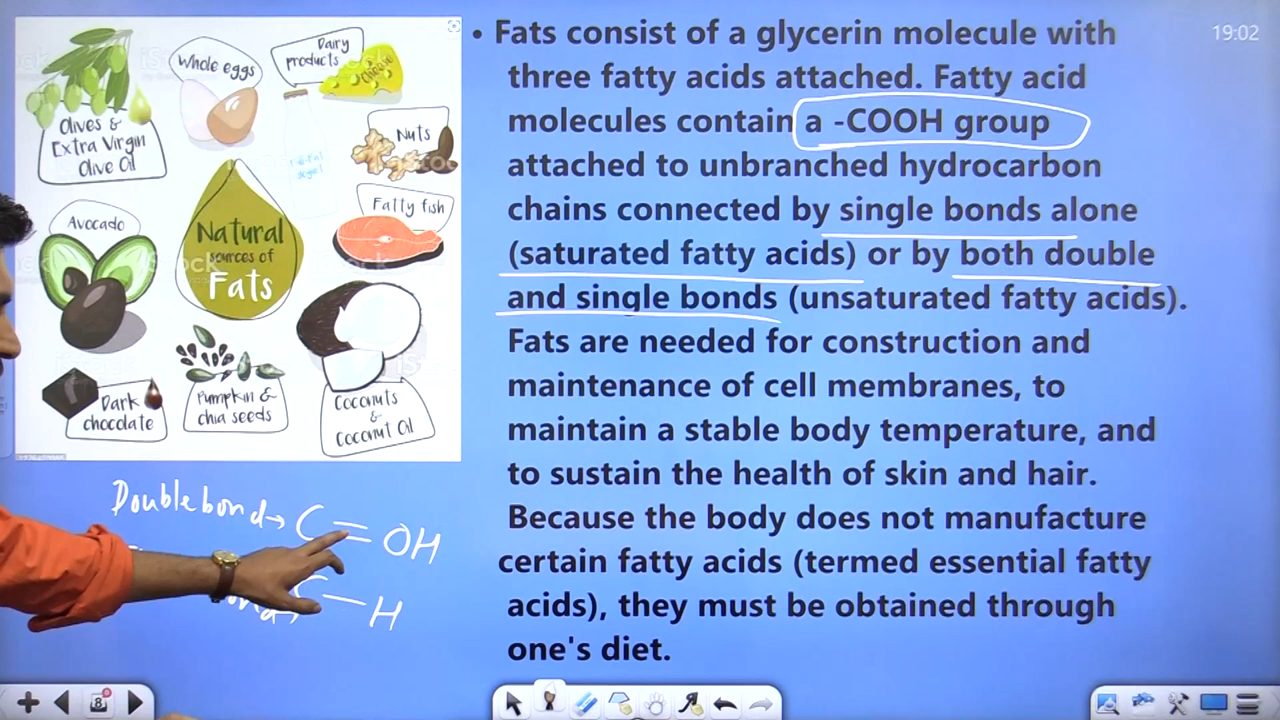 • Fats consist of a glycerin molecule with
three fatty acids attached. Fatty acid
molecules contain a -COOH group
attached to unbranched hydrocarbon
chains connected by single bonds alone
(saturated fatty acids) or by both double
and single bonds (unsaturated fatty acids).
Fats are needed for construction and
maintenance of cell membranes, to
maintain a stable body temperature, and
to sustain the health of skin and hair.
Because the body does not manufacture
certain fatty acids (termed essential fatty
acids), they must be obtained through
one's diet.
19:02
Olives &
Extra Virgin
Olive Oil
Whole eggs
Dairy
products
Cheese
Nuts
Avocado
Natural
sources of
Fats
Fatty fish
Dark
chocolate
Pumpkin &
chia seeds
Coconuts
&
Coconut Oil
Double bond → C = OH
C — H
8